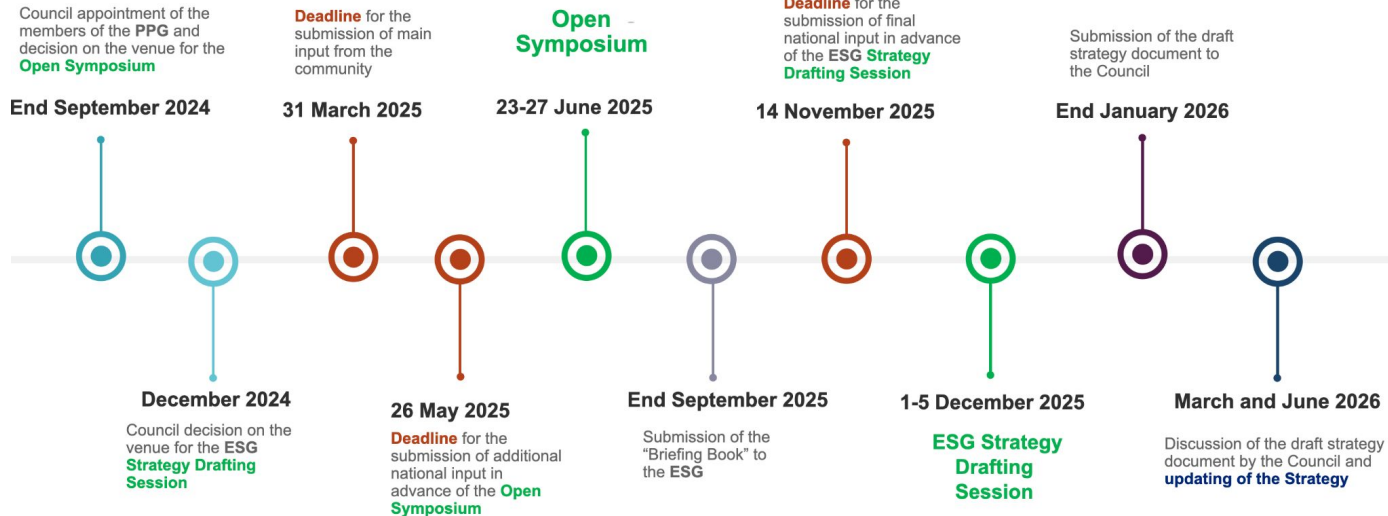 Council appointment of the
members of the PPG and
decision on the venue for the
Open Symposium
End September 2024
Deadline for the
submission of main
input from the
community
31 March 2025
Open
Symposium
23-27 June 2025
Deadline for the
submission of final
national input in advance
of the ESG Strategy
Drafting Session
14 November 2025
Submission of the draft
strategy document to
the Council
End January 2026
December 2024
Council decision on the
venue for the ESG
Strategy Drafting
Session
26 May 2025
Deadline for the
submission of additional
national input in
advance of the Open
Symposium
End September 2025
Submission of the
“Briefing Book” to
the ESG
1-5 December 2025
ESG Strategy
Drafting
Session
March and June 2026
Discussion of the draft strategy
document by the Council and
updating of the Strategy